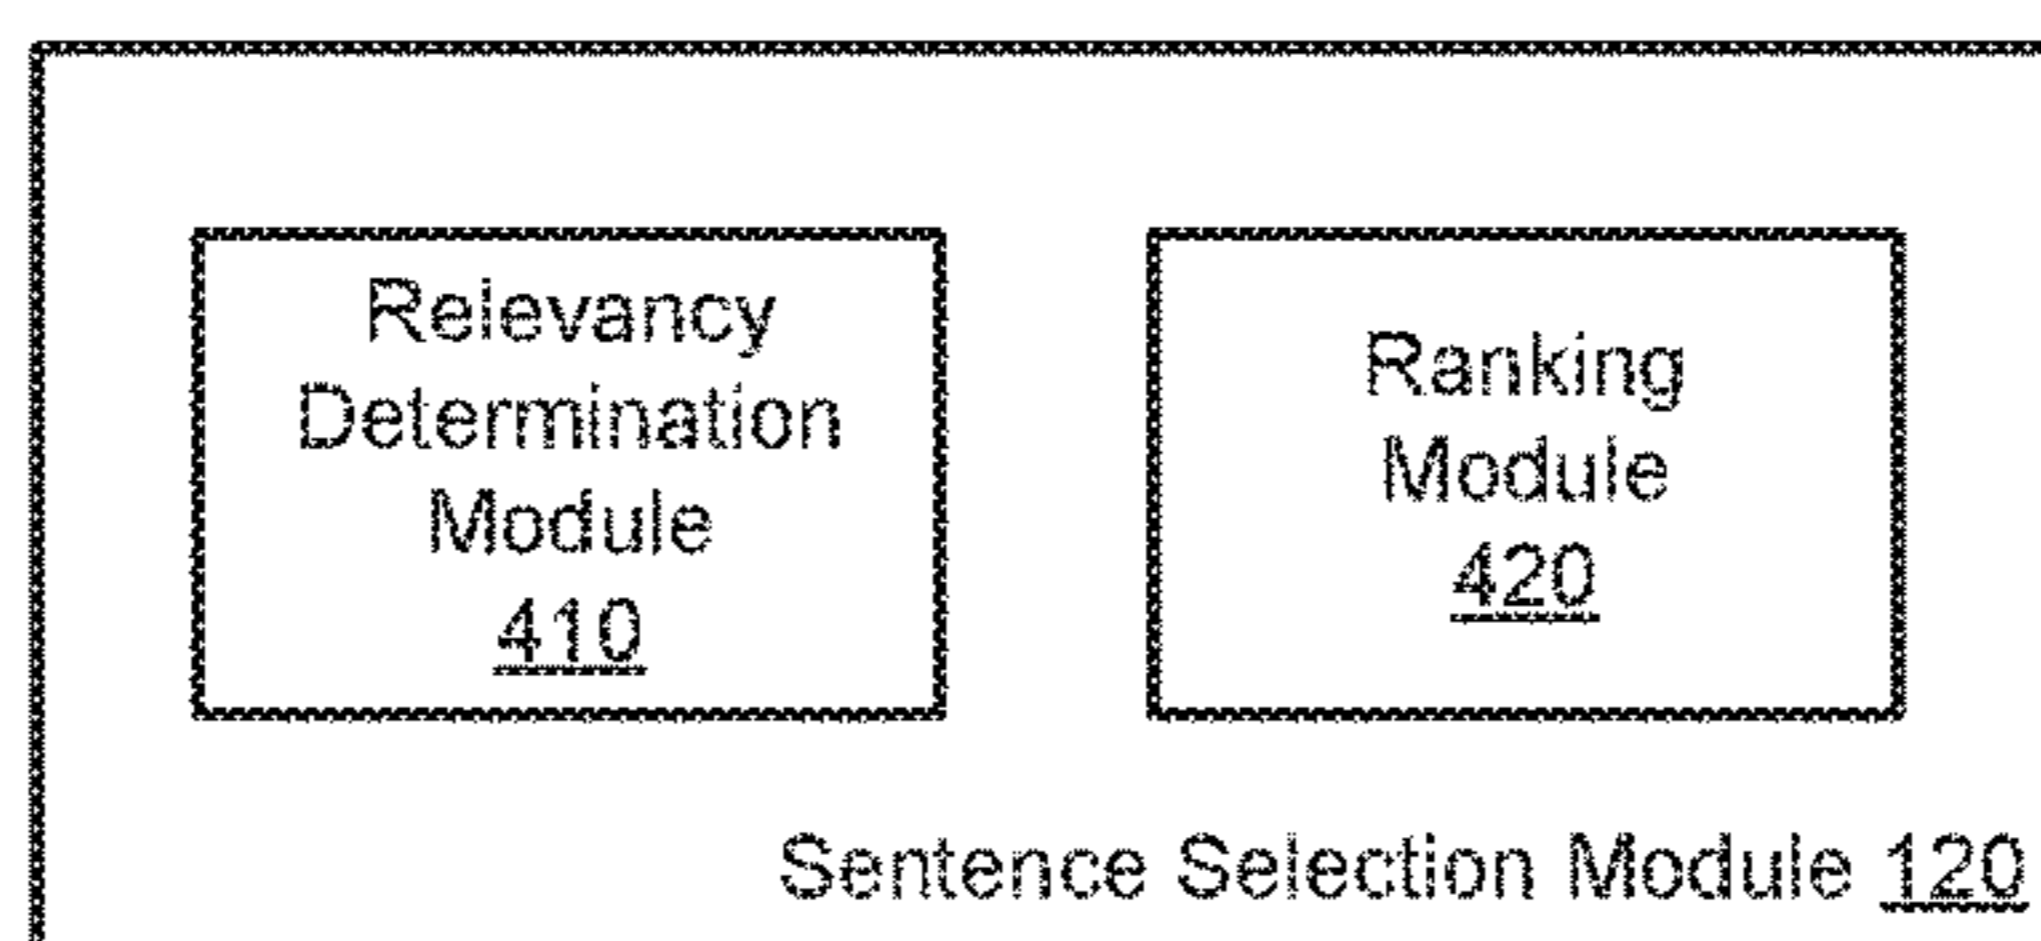 Relevancy
Determination
Module
410
Ranking
Module
420
Sentence Selection Module 120